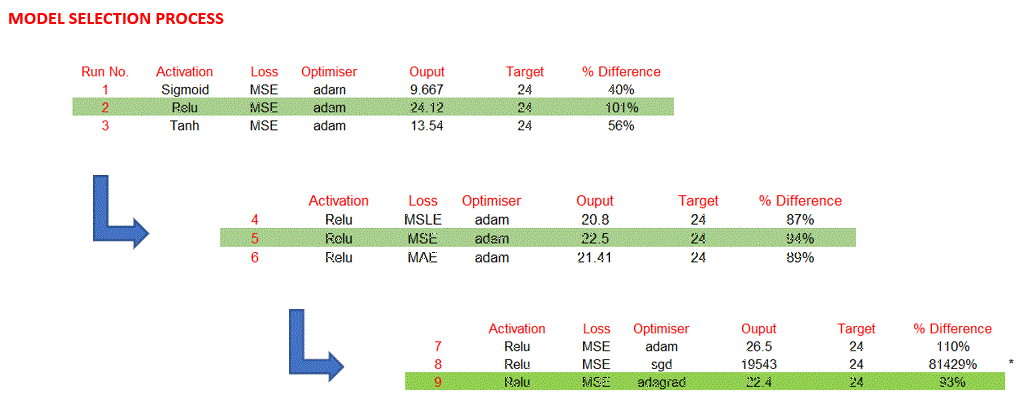 MODEL SELECTION PROCESS
Run No. Activation Loss Optimiser Ouput Target % Difference
1 Sigmoid MSE adam 9.667 24 40%
2 Relu MSE adam 24.12 24 101%
3 Tanh MSE adam 13.54 24 56%
Activation Loss Optimiser Ouput Target % Difference
4 Relu MSLE adam 20.8 24 87%
5 Relu MSE adam 22.5 24 94%
6 Relu MAE adam 21.41 24 89%
Activation Loss Optimiser Ouput Target % Difference
7 Relu MSE adam 26.5 24 110%
8 Relu MSE sgd 19543 24 81429% *
9 Relu MSE adagrad 22.4 24 93%